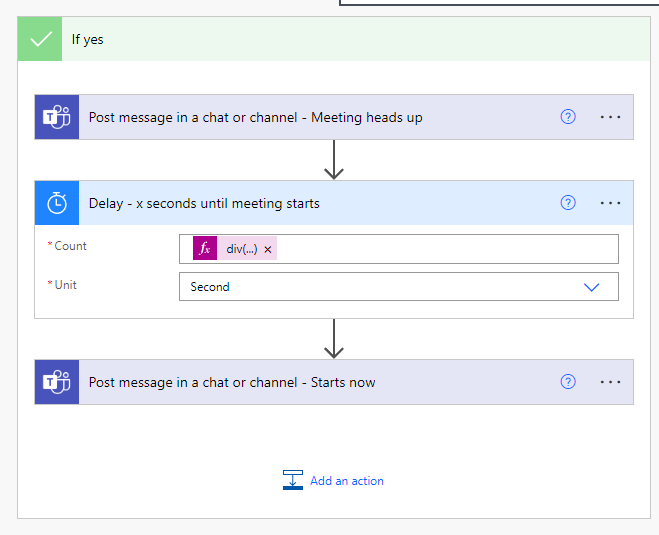 If yes
Post message in a chat or channel - Meeting heads up
Delay - x seconds until meeting starts
*Count
fx div(...) ×
*Unit
Second
Post message in a chat or channel - Starts now
Add an action